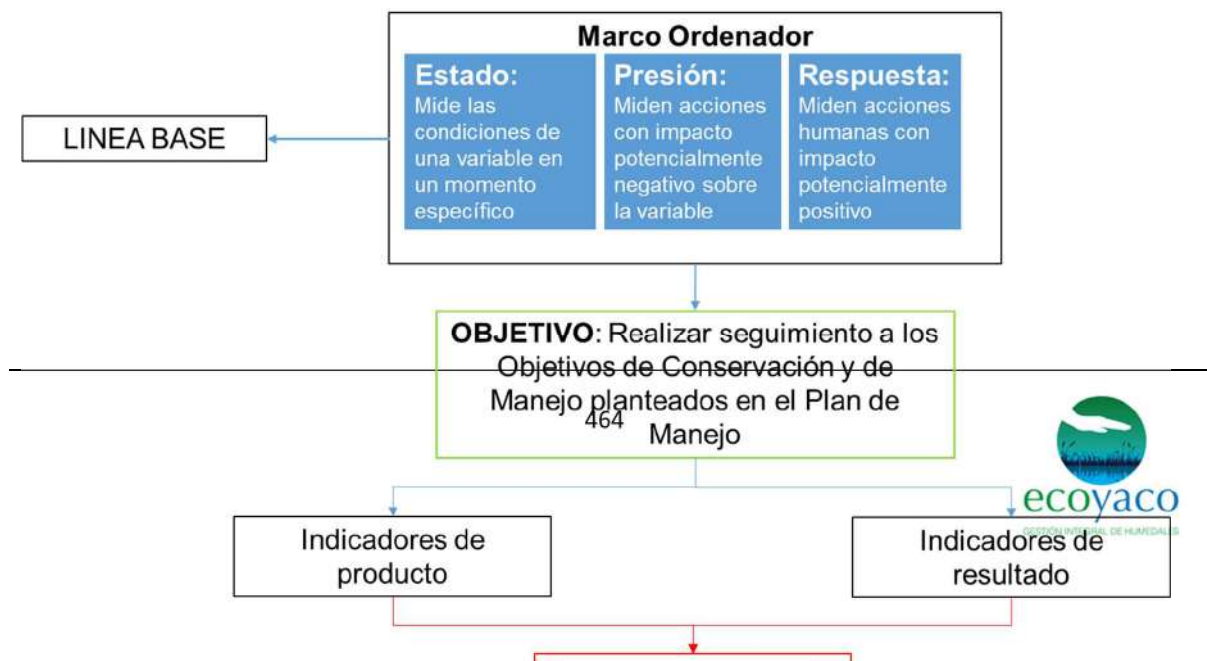 Marco Ordenador
Estado:
Mide las
condiciones de
una variable en
un momento
específico
Presión:
Miden acciones
con impacto
potencialmente
negativo sobre
la variable
Respuesta:
Miden acciones
humanas con
impacto
potencialmente
positivo
LINEA BASE
OBJETIVO: Realizar seguimiento a los
Objetivos de Conservación y de
Manejo planteados en el Plan de
Manejo
464
ecoyaco
GESTIÓN INTEGRAL DE HUMEDALES
Indicadores de
producto
Indicadores de
resultado